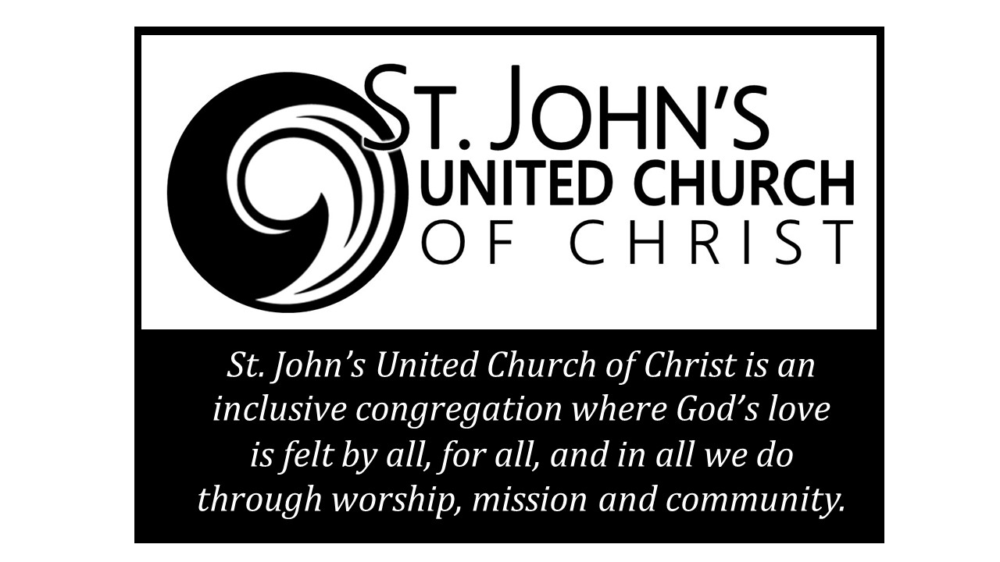 ST. JOHN’S
UNITED CHURCH
OF CHRIST
St. John’s United Church of Christ is an
inclusive congregation where God’s love
is felt by all, for all, and in all we do
through worship, mission and community.